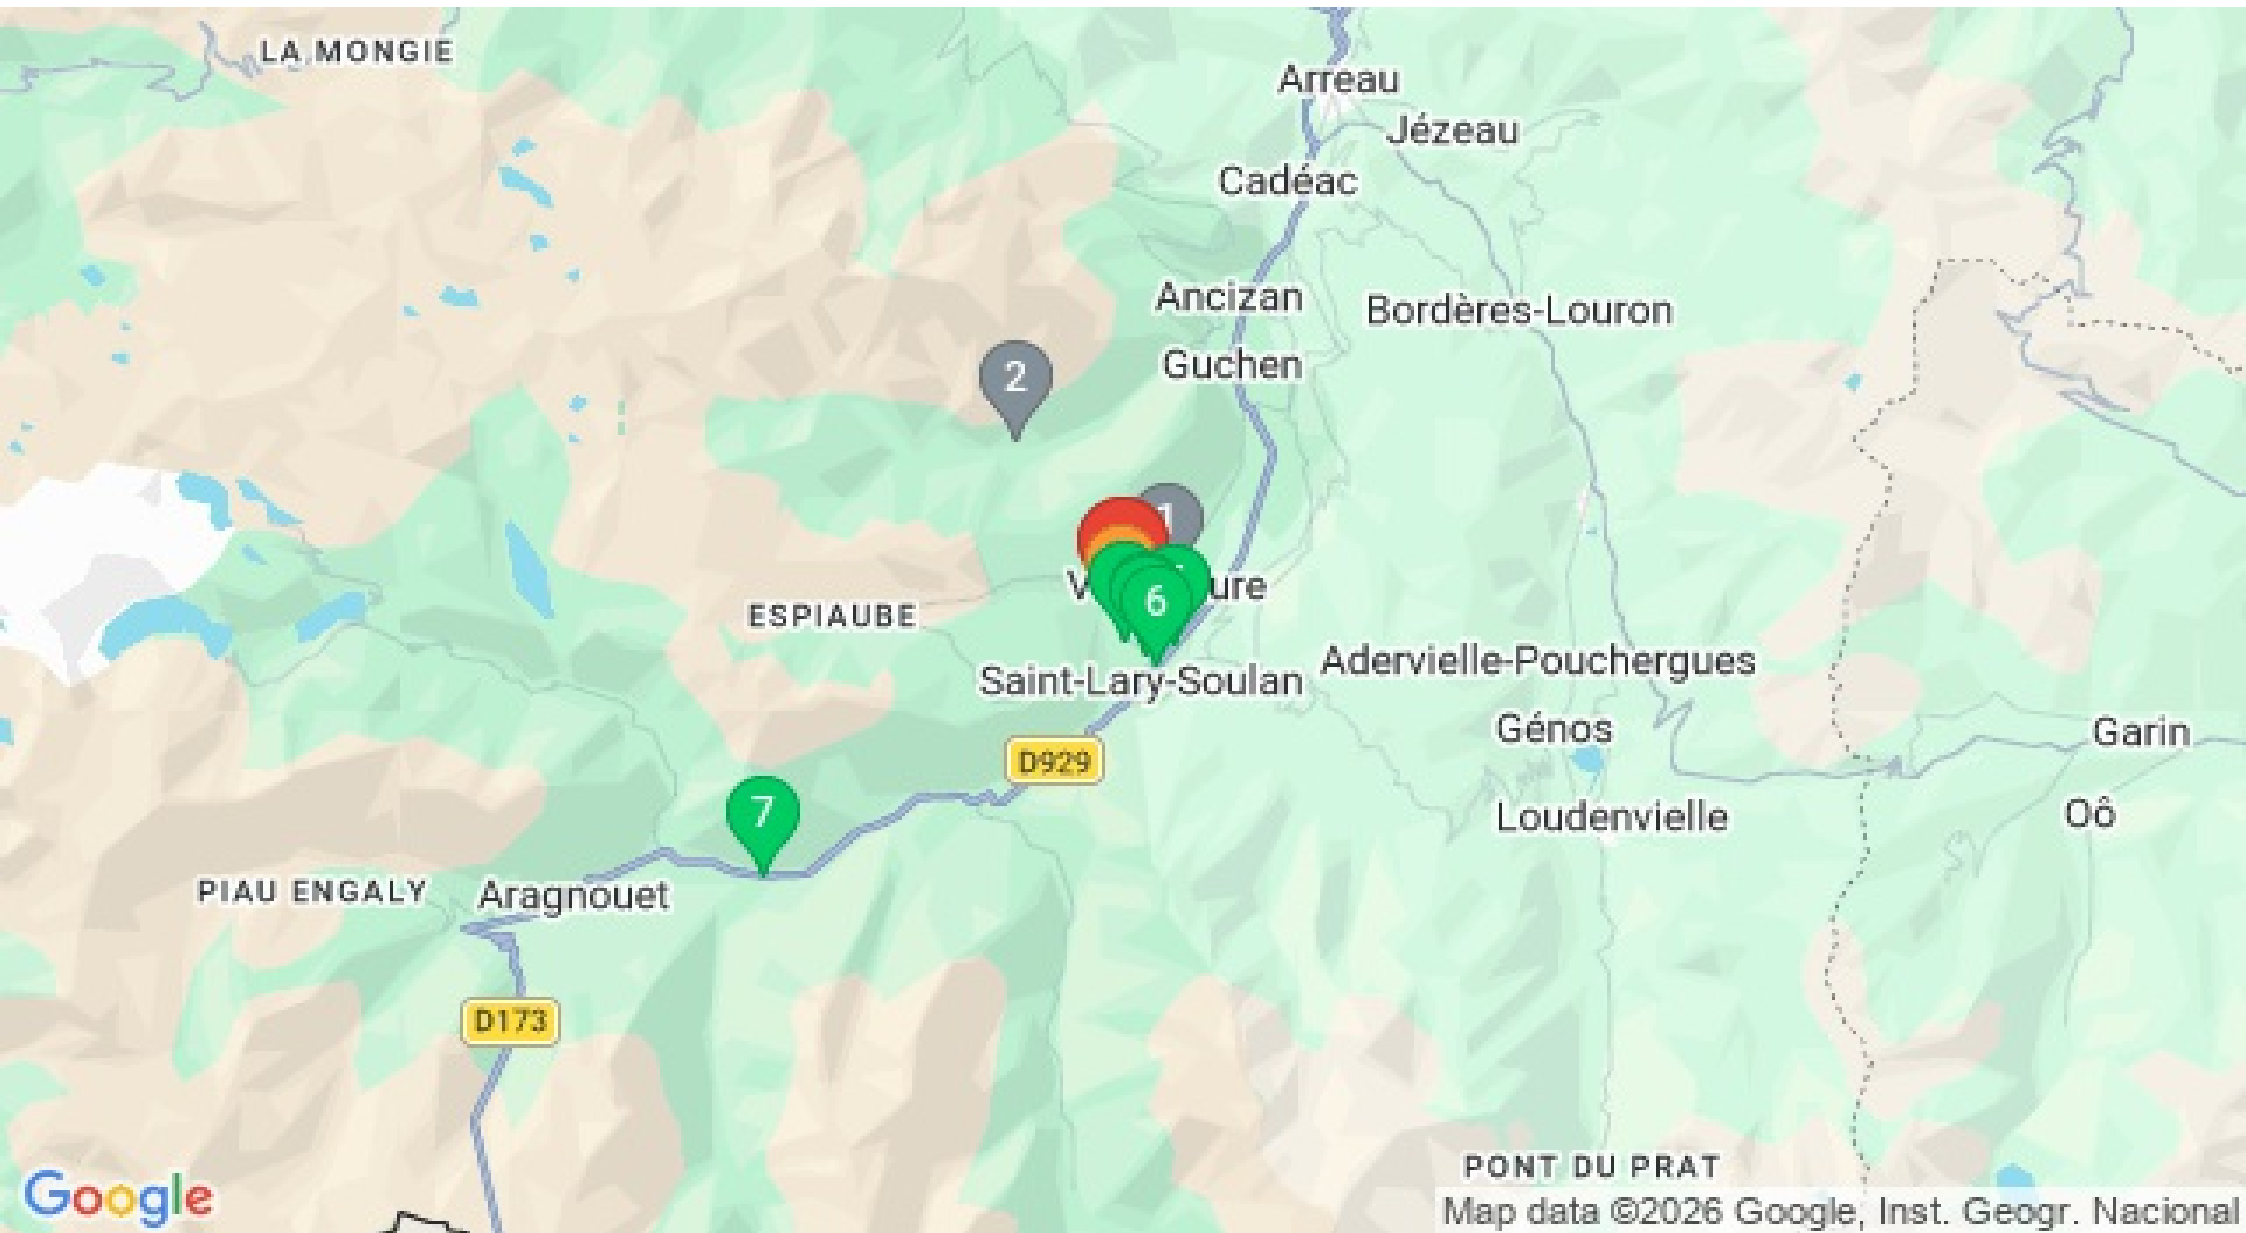 LA MONGIE
Arreau
Jézeau
Cadéac
Ancizan
Bordères-Louron
Guchen
2
1
ure
6
ESPIAUBE
Saint-Lary-Soulan
Adervielle-Pouchergues
Génos
Garin
D929
7
Loudenvielle
Oô
PIAU ENGALY
Aragnouet
D173
PONT DU PRAT
Google
Map data ©2026 Google, Inst. Geogr. Nacional